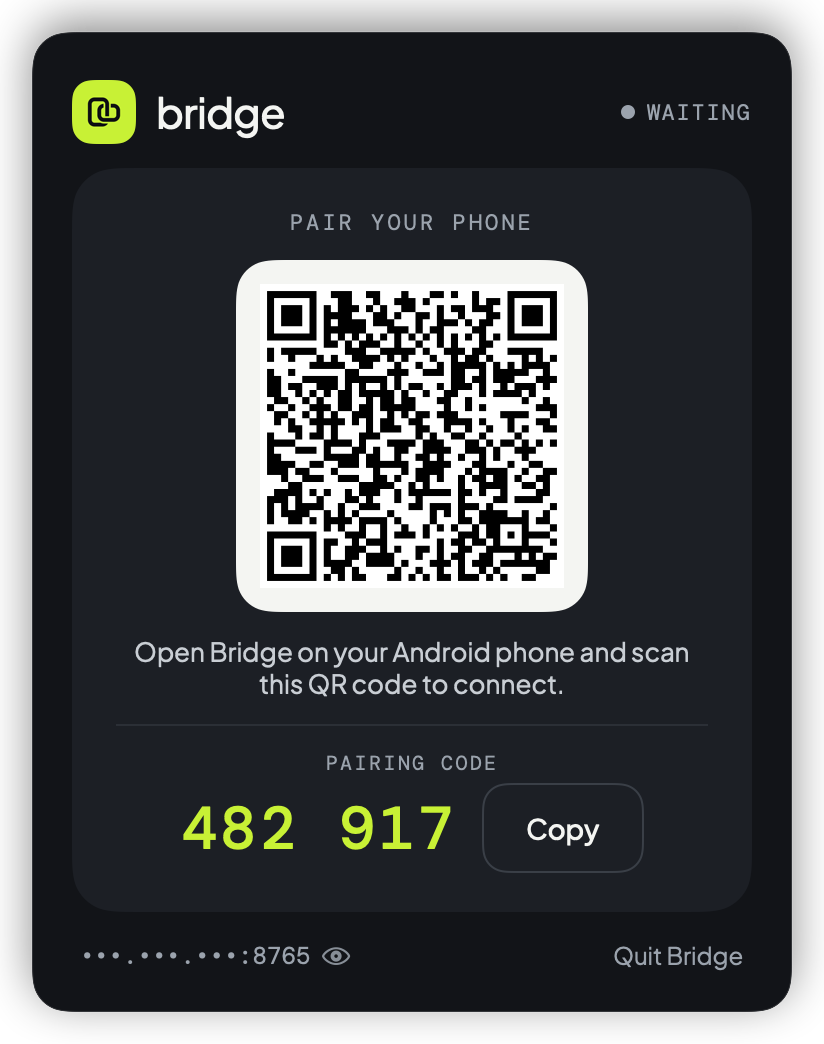 bridge
WAITING
PAIR YOUR PHONE
Open Bridge on your Android phone and scan
this QR code to connect.
PAIRING CODE
482 917
Copy
•••.•••.•••:8765
Quit Bridge